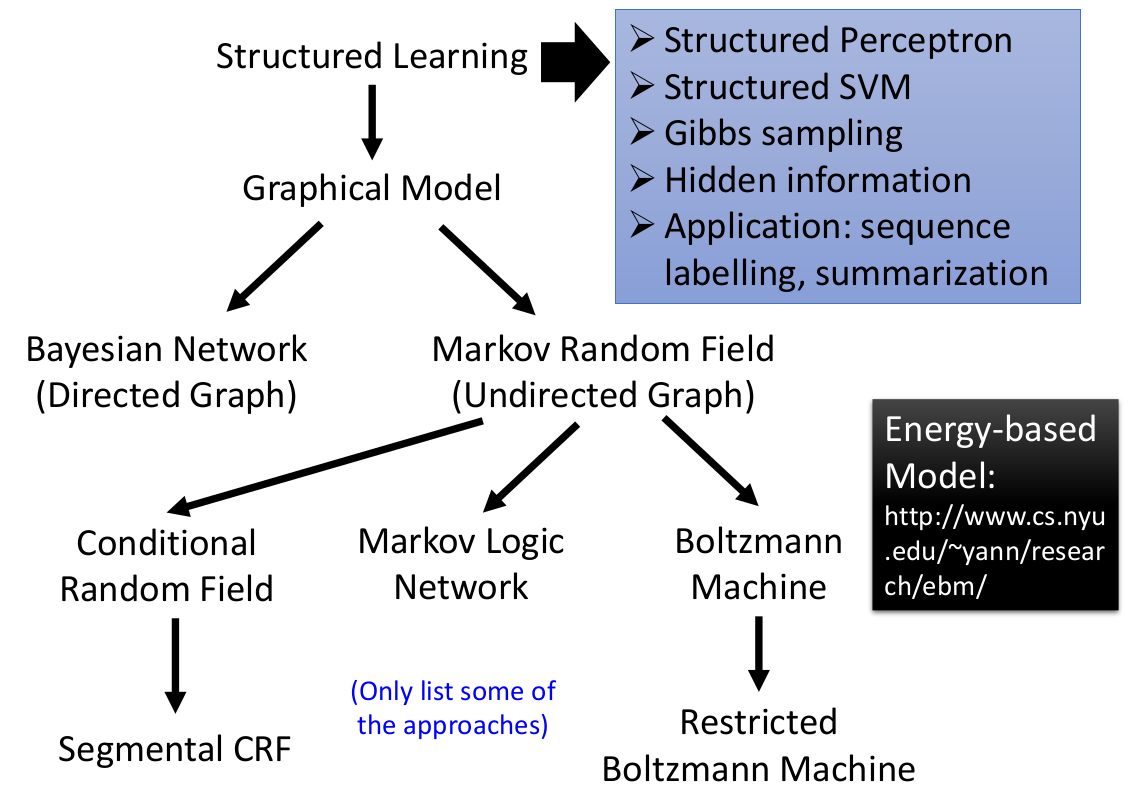 Structured Learning
➢ Structured Perceptron
➢ Structured SVM
➢ Gibbs sampling
➢ Hidden information
➢ Application: sequence
labelling, summarization
Graphical Model
Bayesian Network
(Directed Graph)
Markov Random Field
(Undirected Graph)
Energy-based
Model:
http://www.cs.nyu
.edu/~yann/resear
ch/ebm/
Conditional
Random Field
Markov Logic
Network
Boltzmann
Machine
(Only list some of
the approaches)
Segmental CRF
Restricted
Boltzmann Machine